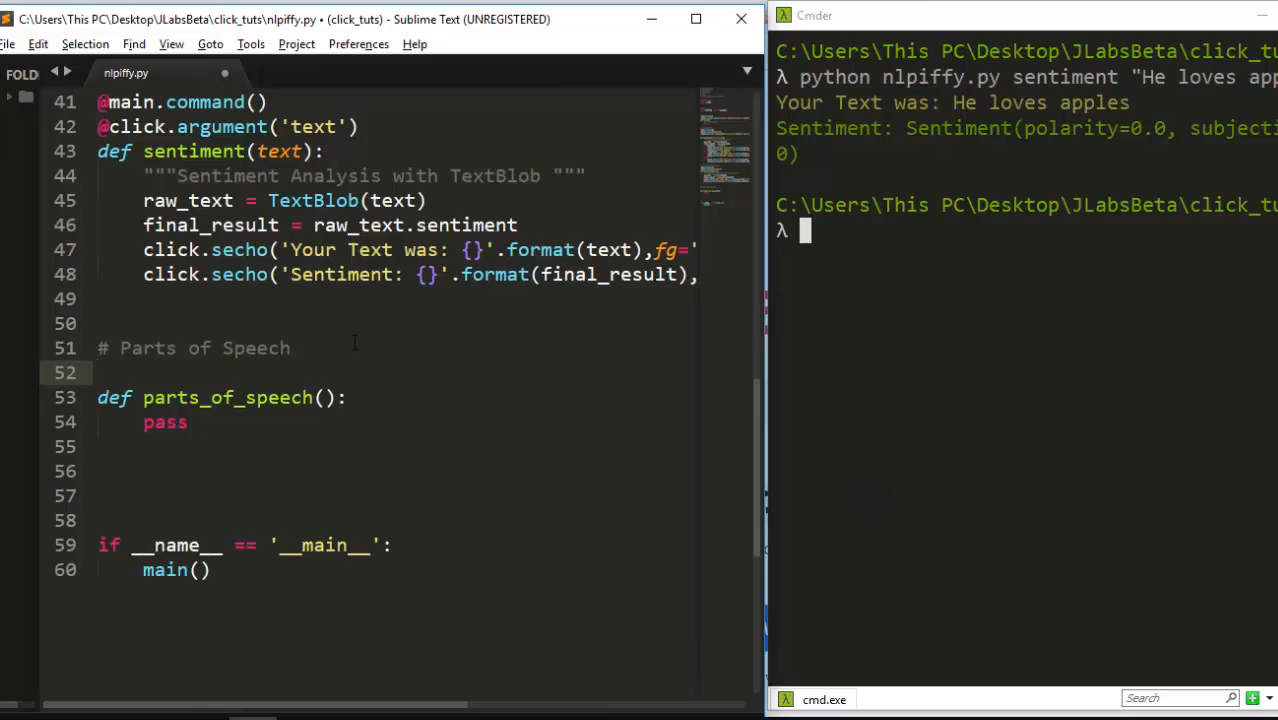 C:\Users\This PC\Desktop\JLabsBeta\click_tuts\nlpiffy.py • (click_tuts) - Sublime Text (UNREGISTERED)
File Edit Selection Find View Goto Tools Project Preferences Help
FOLD
nlpiffy.py
41 @main.command()
42 @click.argument('text')
43 def sentiment(text):
44 """Sentiment Analysis with TextBlob """
45 raw_text = TextBlob(text)
46 final_result = raw_text.sentiment
47 click.secho('Your Text was: {}'.format(text),fg='
48 click.secho('Sentiment: {}'.format(final_result),
49
50
51 # Parts of Speech
52
53 def parts_of_speech():
54 pass
55
56
57
58
59 if __name__ == '__main__':
60 main()
Cmder
C:\Users\This PC\Desktop\JLabsBeta\click_tu
λ python nlpiffy.py sentiment "He loves app
Your Text was: He loves apples
Sentiment: Sentiment(polarity=0.0, subjecti
0)
C:\Users\This PC\Desktop\JLabsBeta\click_tu
λ
cmd.exe
Search